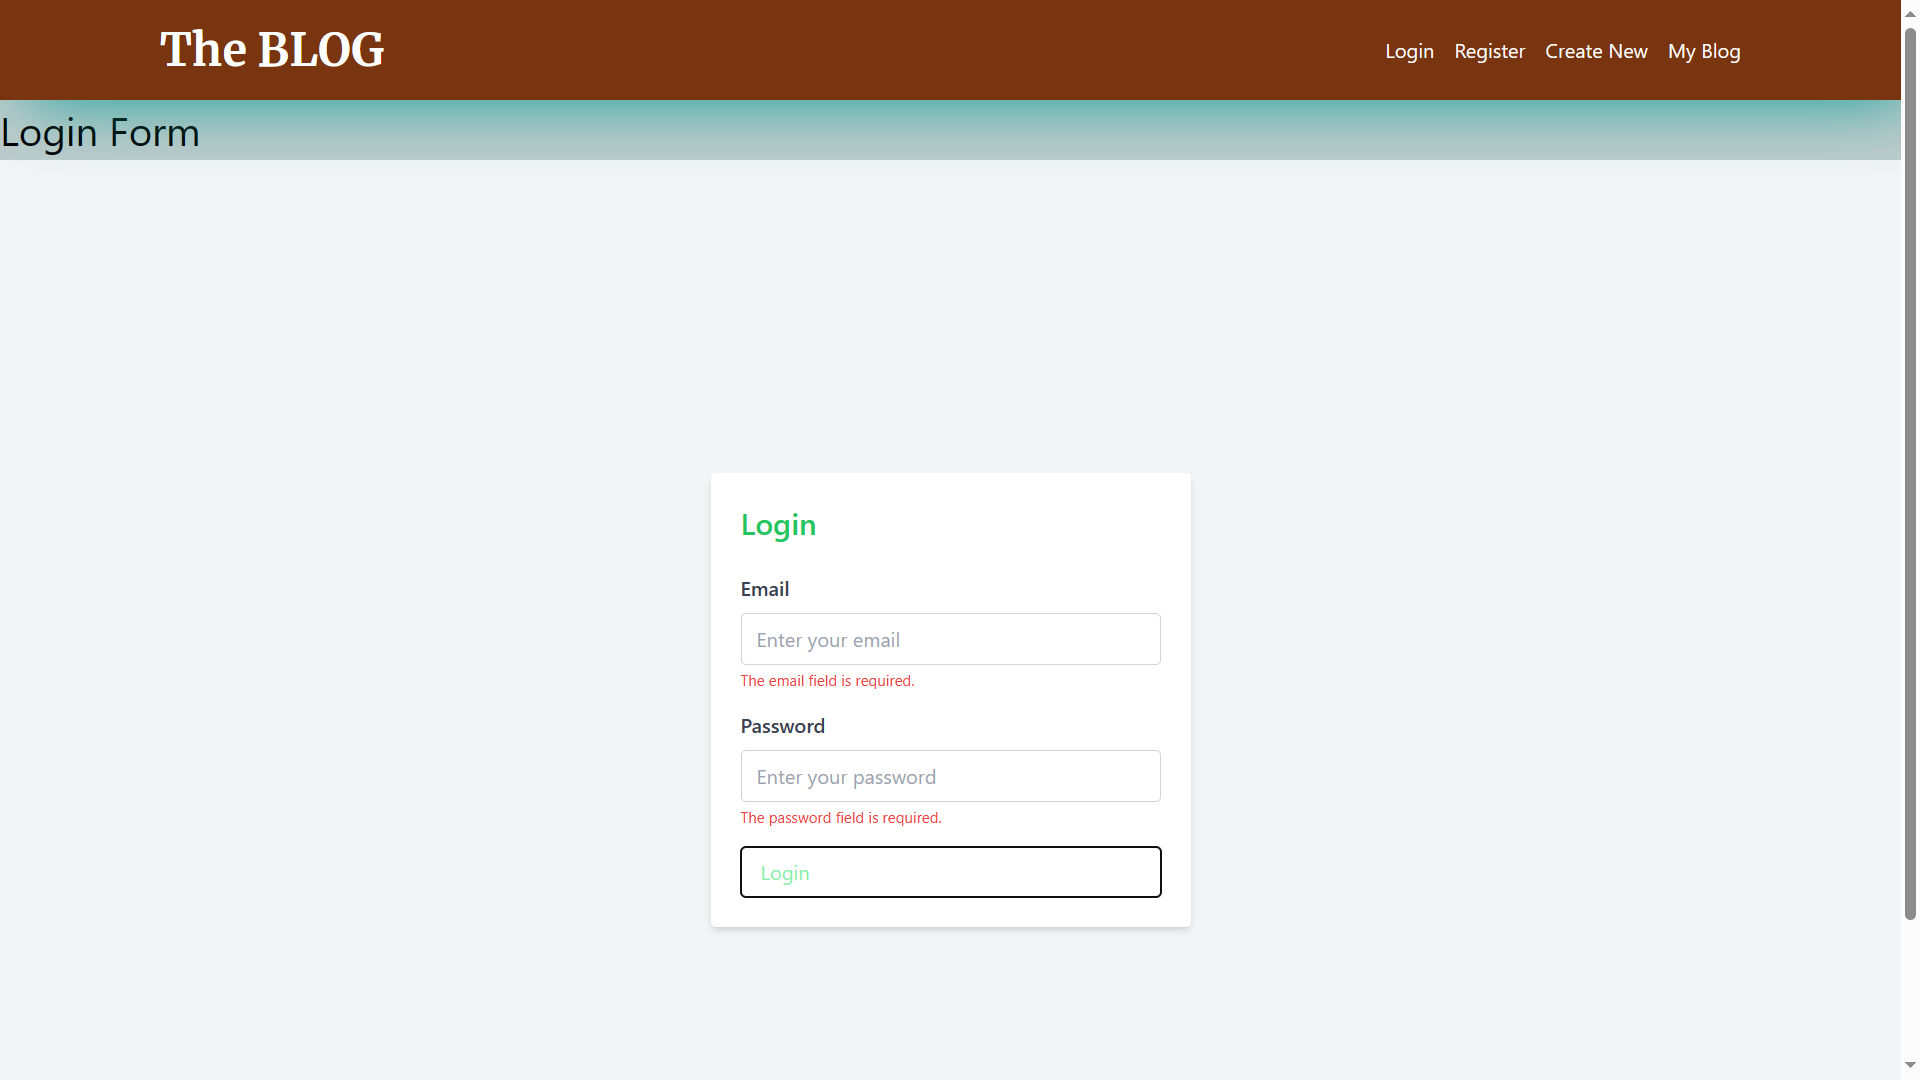 The BLOG
Login Register Create New My Blog
Login Form
Login
Email
Enter your email
The email field is required.
Password
Enter your password
The password field is required.
Login